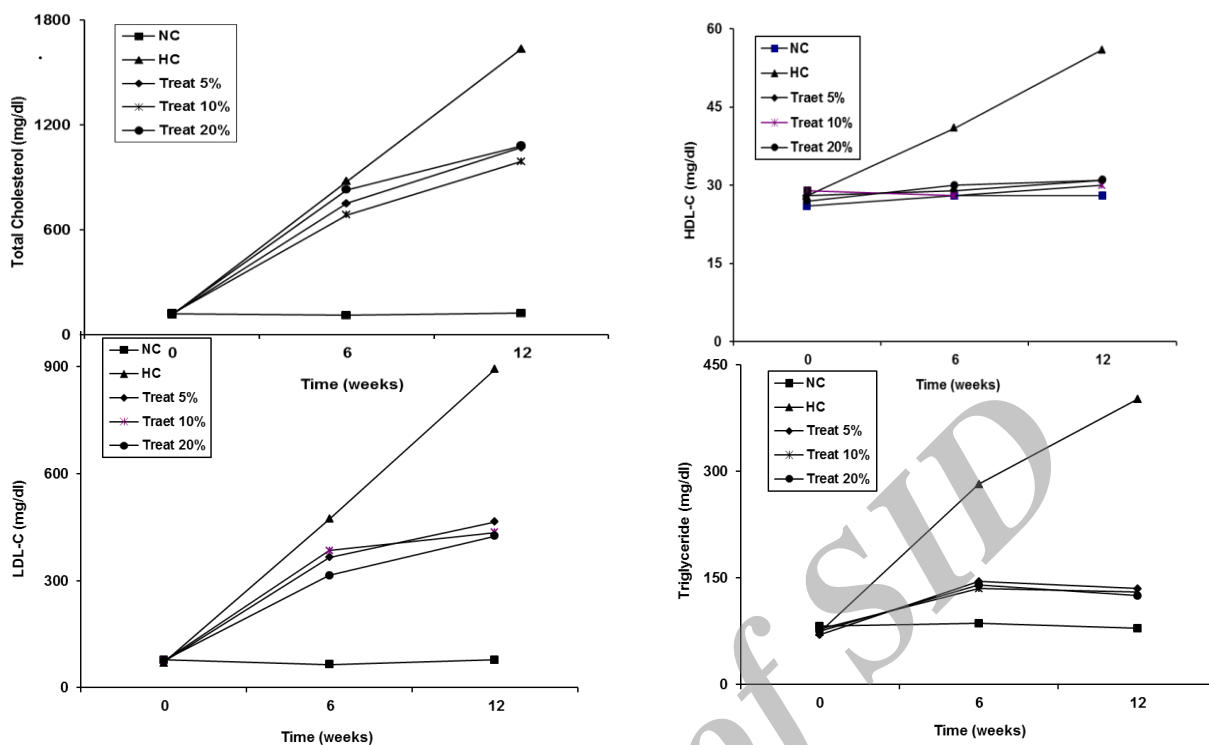 1800
1200
600
0
Total Cholesterol (mg/dl)
NC
HC
Treat 5%
Treat 10%
Treat 20%
0 6 12
Time (weeks)
60
45
30
15
0
HDL-C (mg/dl)
NC
HC
Traet 5%
Treat 10%
Treat 20%
0 6 12
Time (weeks)
900
600
300
0
LDL-C (mg/dl)
NC
HC
Treat 5%
Traet 10%
Treat 20%
0 6 12
Time (weeks)
450
300
150
0
Triglyceride (mg/dl)
NC
HC
Treat 5%
Treat 10%
Treat 20%
0 6 12
Time (weeks)
of SID